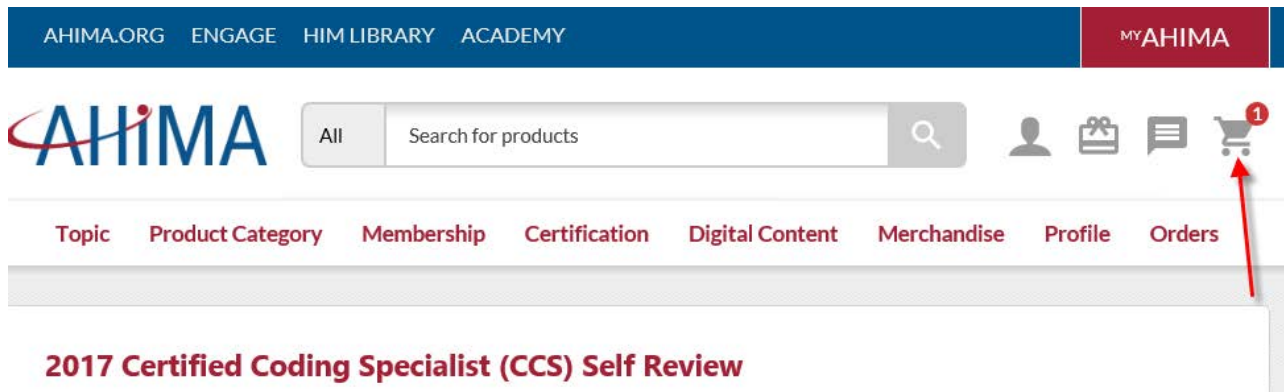 AHIMA.ORG ENGAGE HIM LIBRARY ACADEMY MYAHIMA
AHIMA All Search for products 1
Topic Product Category Membership Certification Digital Content Merchandise Profile Orders
2017 Certified Coding Specialist (CCS) Self Review